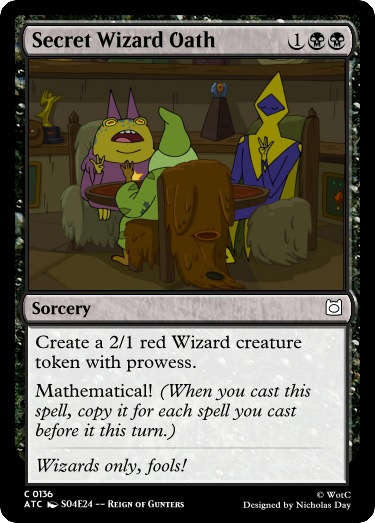 Secret Wizard Oath 1
Sorcery
Create a 2/1 red Wizard creature
token with prowess.
Mathematical! (When you cast this
spell, copy it for each spell you cast
before it this turn.)
Wizards only, fools!
C 0136 © WotC
ATC S04E24 -- Reign of Gunters Designed by Nicholas Day